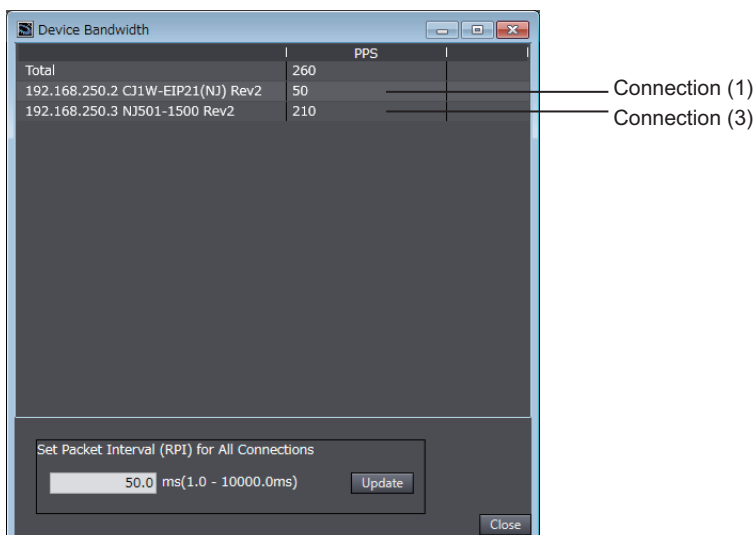 Device Bandwidth
PPS
Total 260
192.168.250.2 CJ1W-EIP21(NJ) Rev2 50 Connection (1)
192.168.250.3 NJ501-1500 Rev2 210 Connection (3)
Set Packet Interval (RPI) for All Connections
50.0 ms(1.0 - 10000.0ms) Update
Close